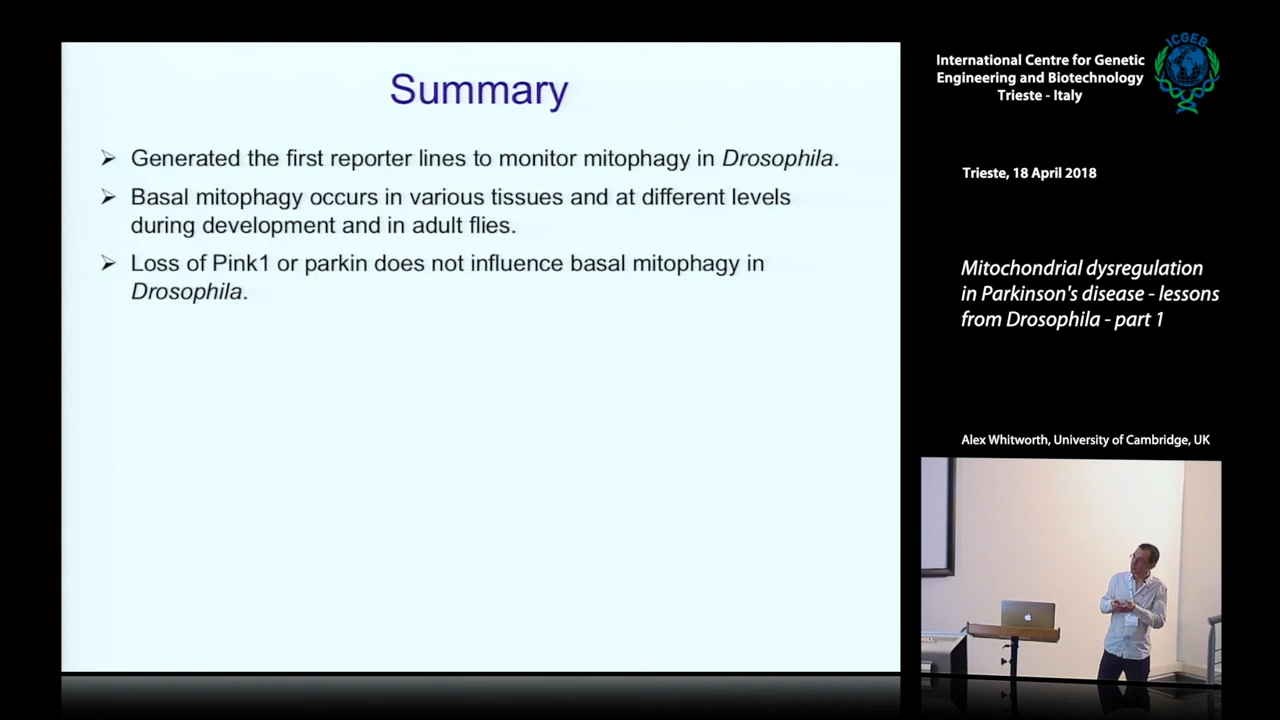 Summary
➢ Generated the first reporter lines to monitor mitophagy in Drosophila.
➢ Basal mitophagy occurs in various tissues and at different levels
during development and in adult flies.
➢ Loss of Pink1 or parkin does not influence basal mitophagy in
Drosophila.
International Centre for Genetic
Engineering and Biotechnology
Trieste - Italy
ICGEB
Trieste, 18 April 2018
Mitochondrial dysregulation
in Parkinson's disease - lessons
from Drosophila - part 1
Alex Whitworth, University of Cambridge, UK